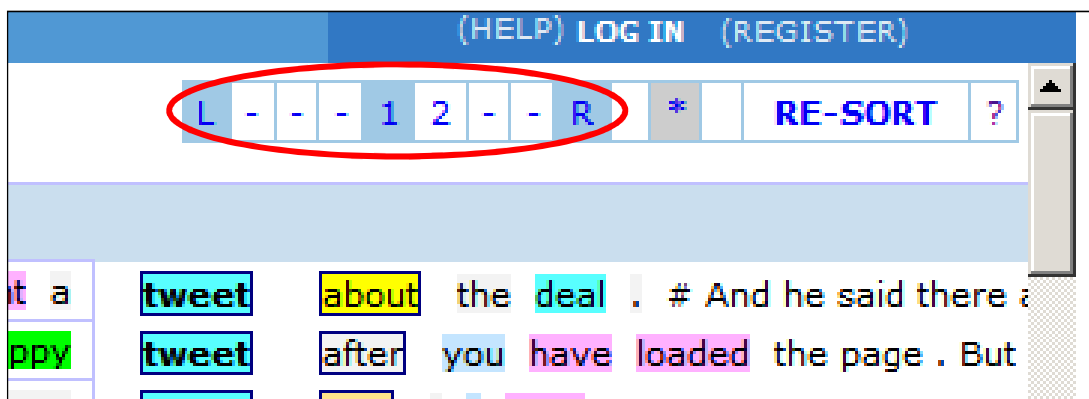 (HELP) LOG IN (REGISTER)
L - - - 1 2 - - R * RE-SORT ?
a tweet about the deal . # And he said there
tweet after you have loaded the page . But